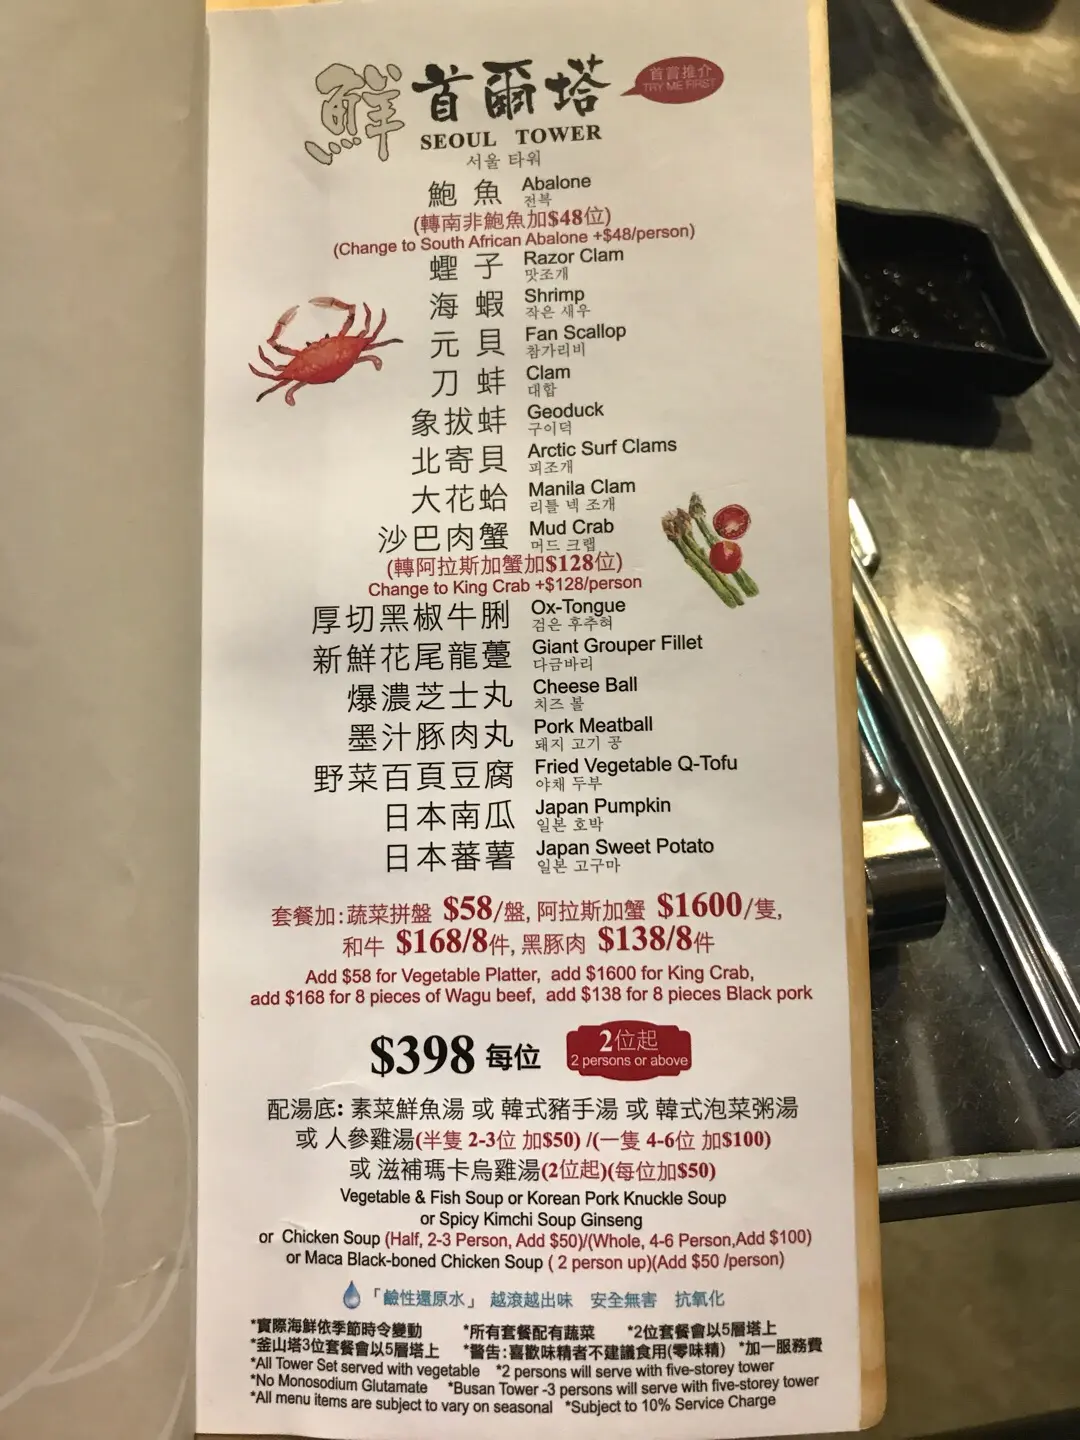 鮮 首爾塔
首嘗推介
TRY ME FIRST
SEOUL TOWER
서울 타워
鮑魚 Abalone
전복
(轉南非鮑魚加$48位)
(Change to South African Abalone +$48/person)
蟶子 Razor Clam
맛조개
海蝦 Shrimp
작은 새우
元貝 Fan Scallop
참가리비
刀蚌 Clam
대합
象拔蚌 Geoduck
구이덕
北寄貝 Arctic Surf Clams
피조개
大花蛤 Manila Clam
리틀 넥 조개
沙巴肉蟹 Mud Crab
머드 크랩
(轉阿拉斯加蟹加$128位)
Change to King Crab +$128/person
厚切黑椒牛脷 Ox-Tongue
검은 후추혀
新鮮花尾龍躉 Giant Grouper Fillet
다금바리
爆濃芝士丸 Cheese Ball
치즈 볼
墨汁豚肉丸 Pork Meatball
돼지 고기 공
野菜百頁豆腐 Fried Vegetable Q-Tofu
야채 두부
日本南瓜 Japan Pumpkin
일본 호박
日本蕃薯 Japan Sweet Potato
일본 고구마
套餐加:蔬菜拼盤 $58/盤, 阿拉斯加蟹 $1600/隻,
和牛 $168/8件, 黑豚肉 $138/8件
Add $58 for Vegetable Platter, add $1600 for King Crab,
add $168 for 8 pieces of Wagu beef, add $138 for 8 pieces Black pork
$398 每位
2位起
2 persons or above
配湯底: 素菜鮮魚湯 或 韓式豬手湯 或 韓式泡菜粥湯
或 人參雞湯(半隻 2-3位 加$50) /(一隻 4-6位 加$100)
或 滋補瑪卡烏雞湯(2位起)(每位加$50)
Vegetable & Fish Soup or Korean Pork Knuckle Soup
or Spicy Kimchi Soup Ginseng
or Chicken Soup (Half, 2-3 Person, Add $50)/(Whole, 4-6 Person,Add $100)
or Maca Black-boned Chicken Soup ( 2 person up)(Add $50 /person)
「鹼性還原水」 越滾越出味 安全無害 抗氧化
*實際海鮮依季節時令變動 *所有套餐配有蔬菜 *2位套餐會以5層塔上
*釜山塔3位套餐會以5層塔上 *警告:喜歡味精者不建議食用(零味精) *加一服務費
*All Tower Set served with vegetable *2 persons will serve with five-storey tower
*No Monosodium Glutamate *Busan Tower -3 persons will serve with five-storey tower
*All menu items are subject to vary on seasonal *Subject to 10% Service Charge